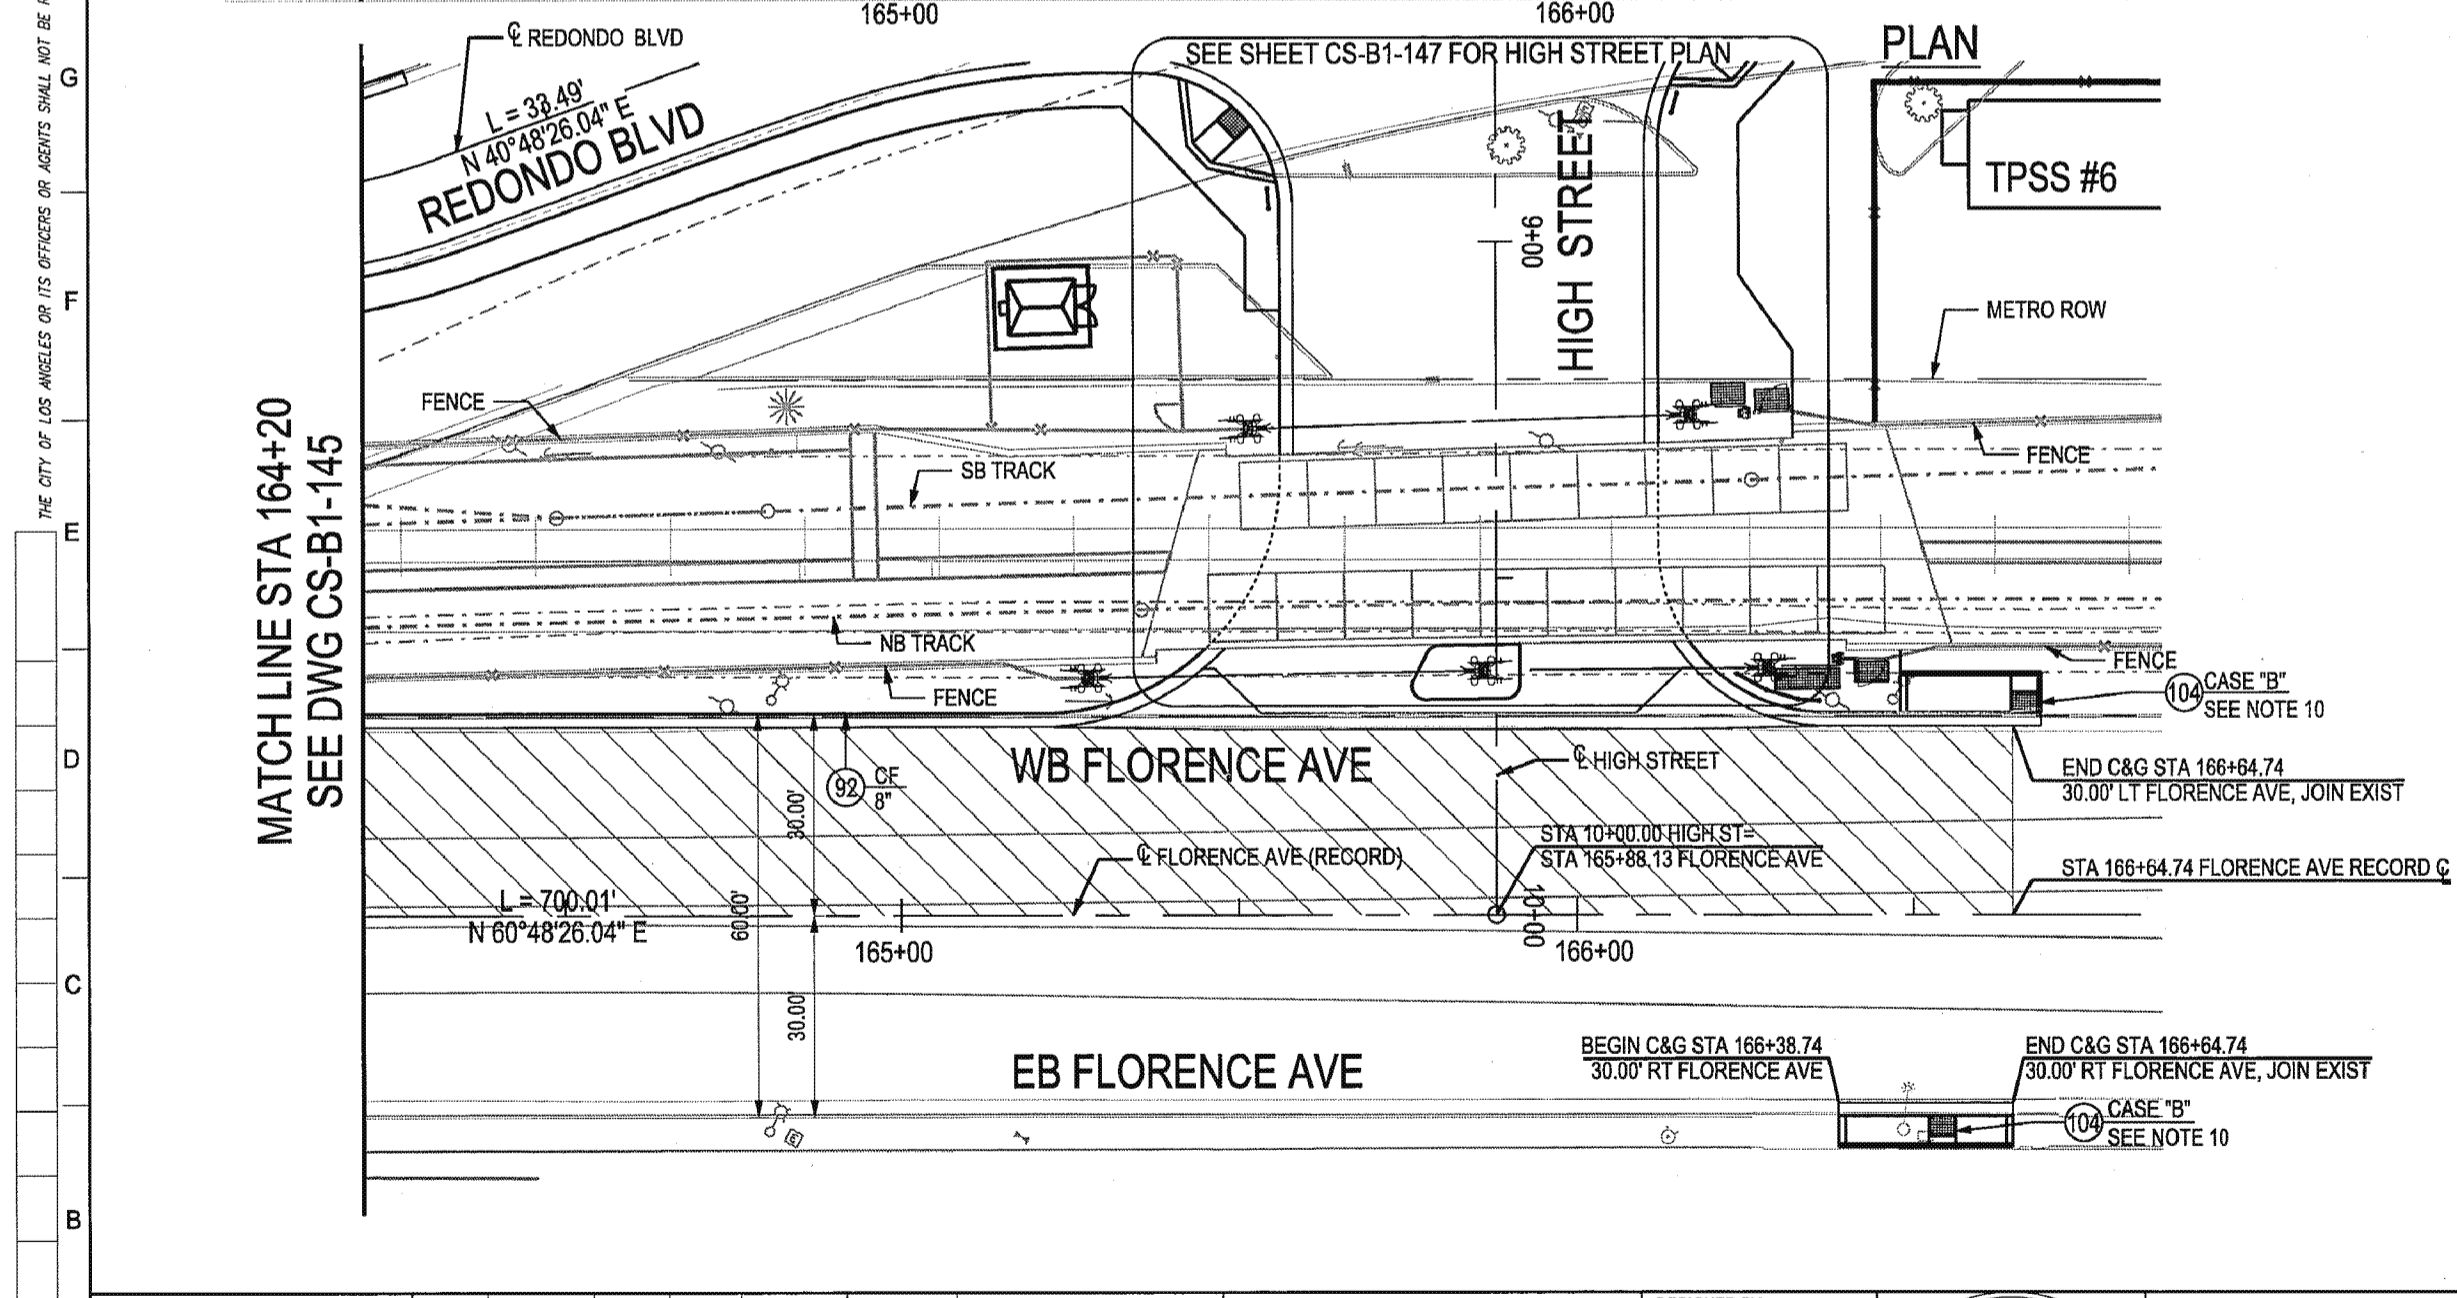 THE CITY OF LOS ANGELES OR ITS OFFICERS OR AGENTS SHALL NOT BE
G
F
E
D
C
B
165+00
166+00
℄ REDONDO BLVD
SEE SHEET CS-B1-147 FOR HIGH STREET PLAN
PLAN
L = 33.49'
N 40°48'26.04" E
REDONDO BLVD
TPSS #6
9+00
HIGH STREET
METRO ROW
MATCH LINE STA 164+20
SEE DWG CS-B1-145
FENCE
SB TRACK
FENCE
NB TRACK
FENCE
FENCE
104 CASE "B"
SEE NOTE 10
WB FLORENCE AVE
℄ HIGH STREET
92 CF
8"
30.00'
END C&G STA 166+64.74
30.00' LT FLORENCE AVE, JOIN EXIST
STA 10+00.00 HIGH ST=
STA 165+88.13 FLORENCE AVE
℄ FLORENCE AVE (RECORD)
STA 166+64.74 FLORENCE AVE RECORD ℄
L = 700.01'
N 60°48'26.04" E
60.00'
10+00
165+00
166+00
30.00'
EB FLORENCE AVE
BEGIN C&G STA 166+38.74
30.00' RT FLORENCE AVE
END C&G STA 166+64.74
30.00' RT FLORENCE AVE, JOIN EXIST
104 CASE "B"
SEE NOTE 10